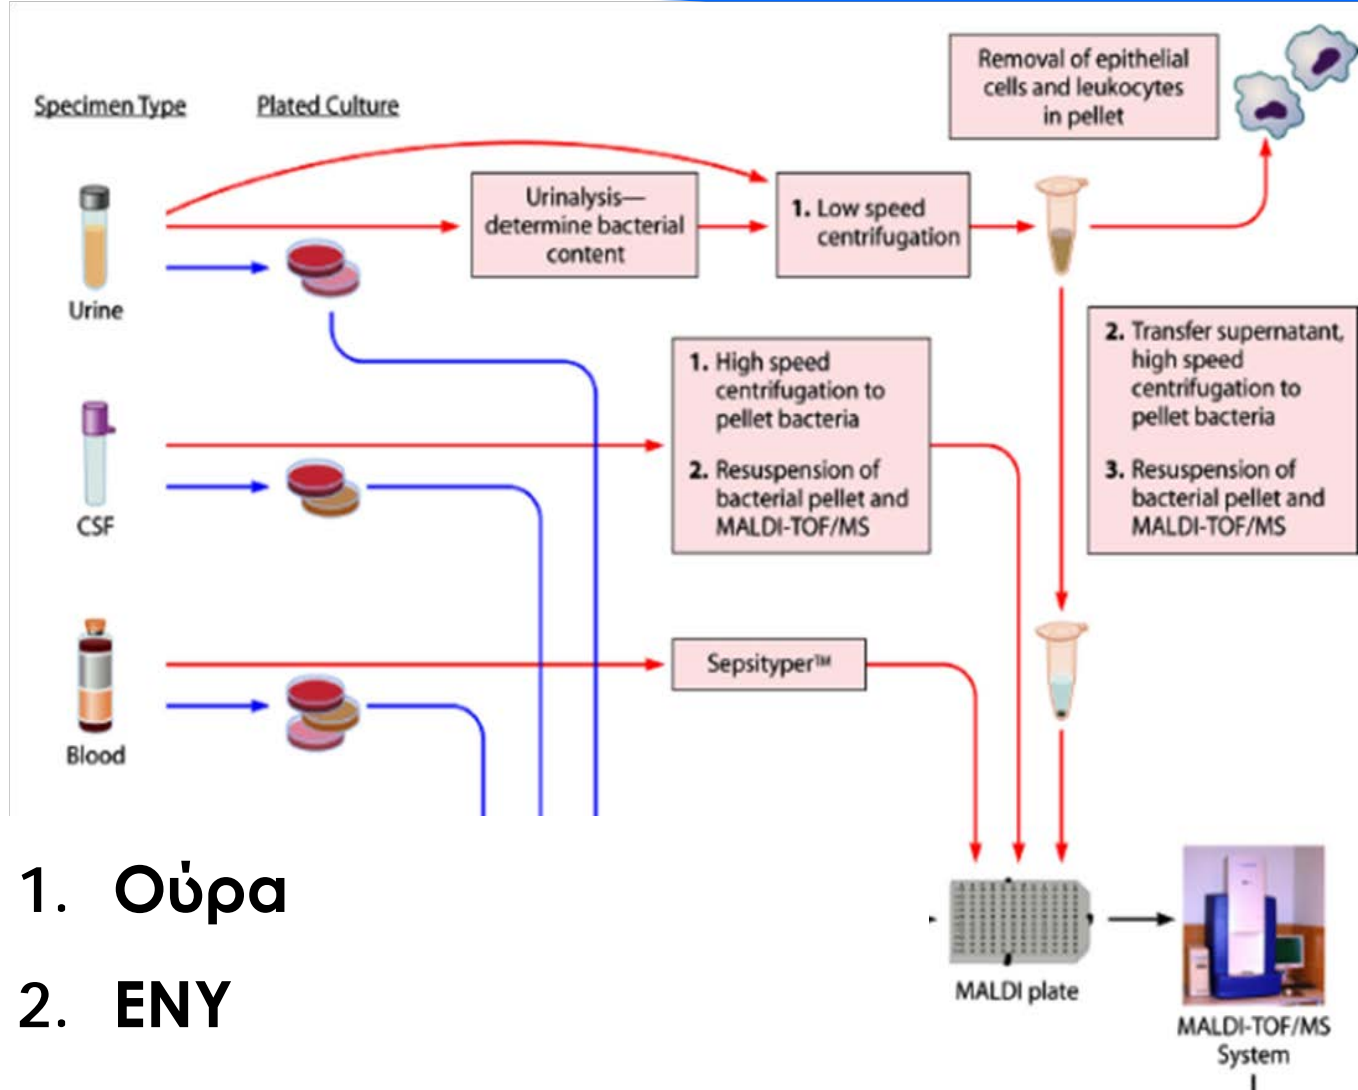 Specimen Type
Plated Culture
Removal of epithelial
cells and leukocytes
in pellet
Urine
Urinalysis—
determine bacterial
content
1. Low speed
centrifugation
2. Transfer supernatant,
high speed
centrifugation to
pellet bacteria
3. Resuspension of
bacterial pellet and
MALDI-TOF/MS
CSF
1. High speed
centrifugation to
pellet bacteria
2. Resuspension of
bacterial pellet and
MALDI-TOF/MS
Blood
Sepsityper™
MALDI plate
MALDI-TOF/MS
System
1. Ούρα
2. ΕΝΥ